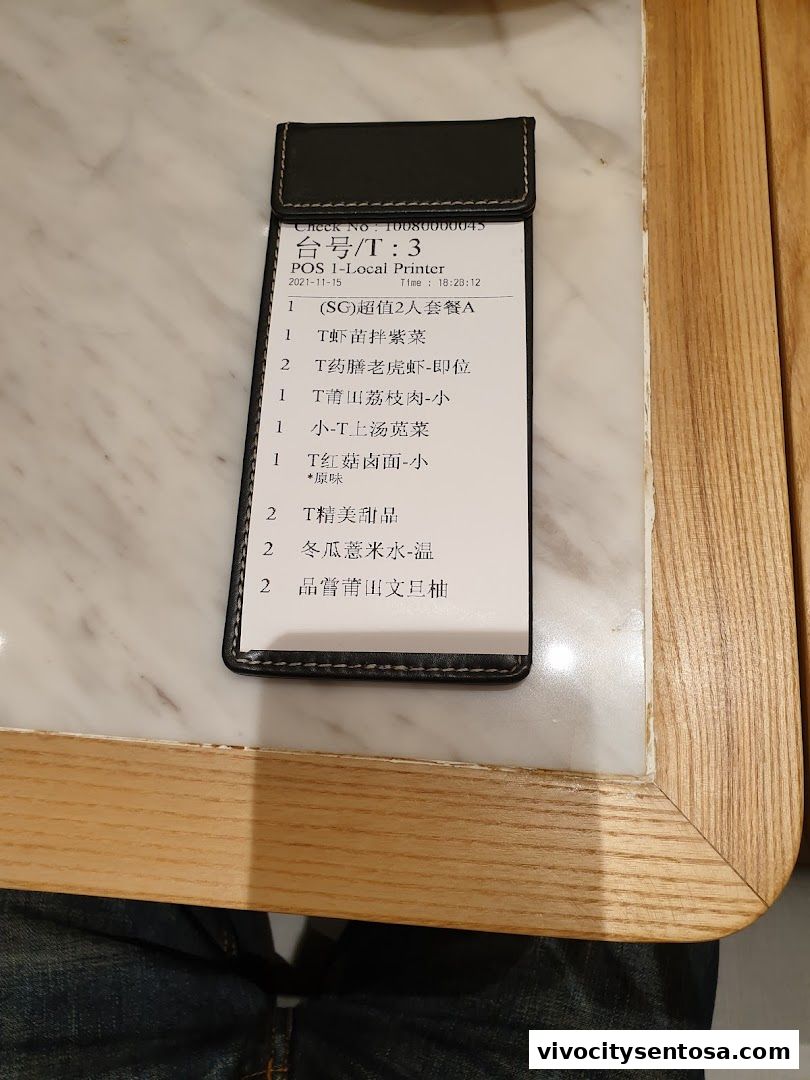 Check No : 10080000045
台号/T : 3
POS 1-Local Printer
2021-11-15 Time : 18:28:12
1 (SG)超值2人套餐A
1 T虾苗拌紫菜
2 T药膳老虎虾-即位
1 T莆田荔枝肉-小
1 小-T上汤苋菜
1 T红菇卤面-小
*原味
2 T精美甜品
2 冬瓜薏米水-温
2 品嘗莆田文旦柚
vivocitysentosa.com